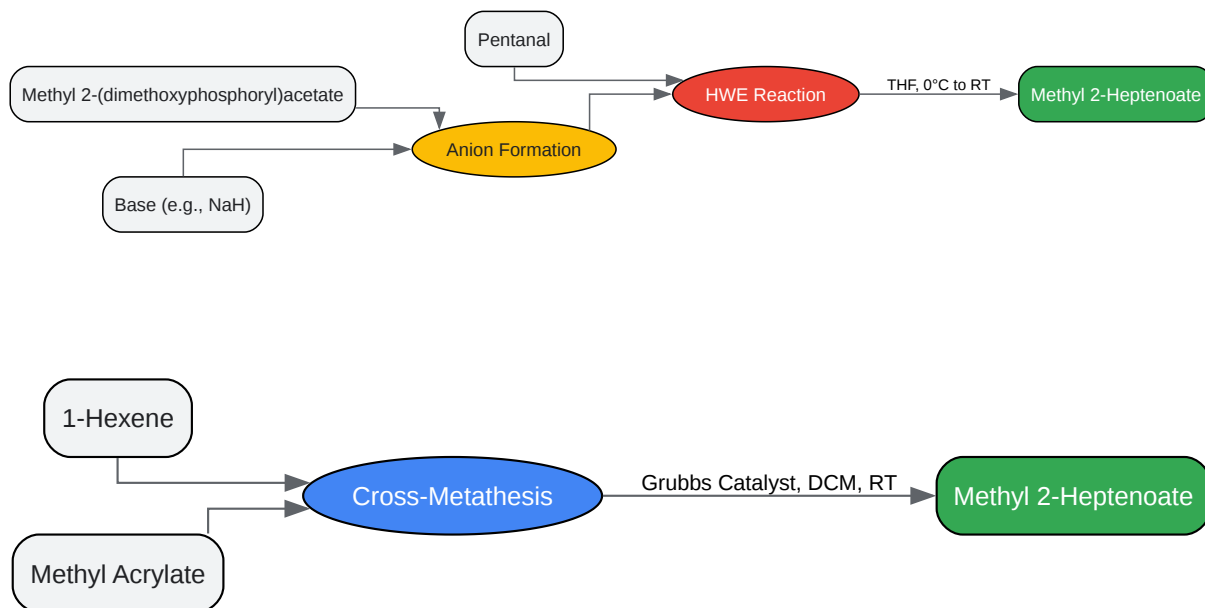 Pentanal
Methyl 2-(dimethoxyphosphoryl)acetate
HWE Reaction
THF, 0°C to RT
Methyl 2-Heptenoate
Anion Formation
Base (e.g., NaH)
1-Hexene
Cross-Metathesis
Grubbs Catalyst, DCM, RT
Methyl 2-Heptenoate
Methyl Acrylate